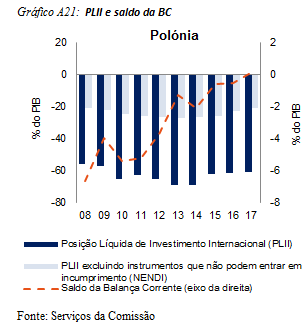 Gráfico A21: PLII e saldo da BC
Polónia
% do PIB
20
0
-20
-40
-60
-80
2
0
-2
-4
-6
-8
% do PIB
08 09 10 11 12 13 14 15 16 17
Posição Líquida de Investimento Internacional (PLII)
PLII excluindo instrumentos que não podem entrar em
incumprimento (NENDI)
Saldo da Balança Corrente (eixo da direita)
Fonte: Serviços da Comissão